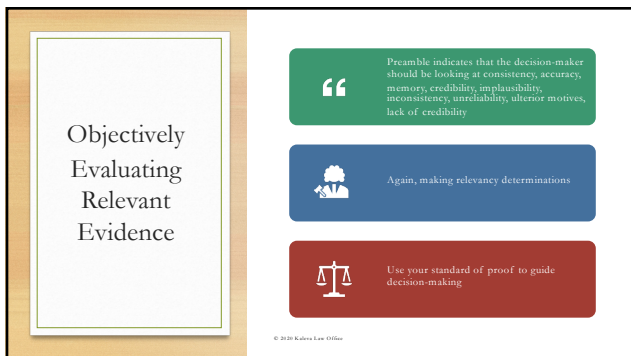 Objectively
Evaluating
Relevant
Evidence
Preamble indicates that the decision-maker
should be looking at consistency, accuracy,
memory, credibility, implausibility,
inconsistency, unreliability, ulterior motives,
lack of credibility
Again, making relevancy determinations
Use your standard of proof to guide
decision-making
© 2020 Kaleva Law Office